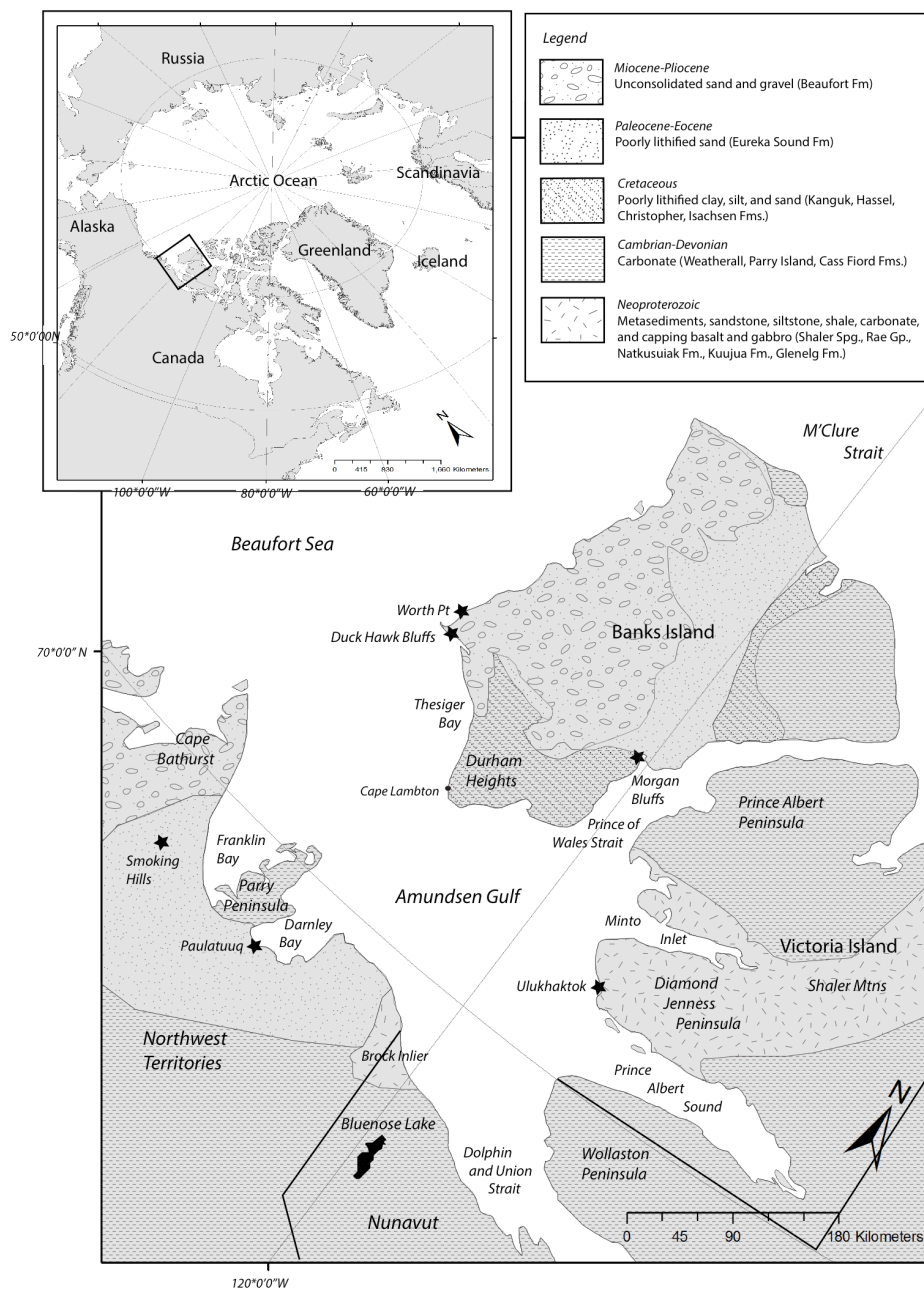 Russia
Arctic Ocean
Scandinavia
Alaska
Greenland
Iceland
50°0'00N
Canada
N
0 415 830 1,660 Kilometers
100°0'0"W 80°0'0"W 60°0'0"W
Legend
Miocene-Pliocene
Unconsolidated sand and gravel (Beaufort Fm)
Paleocene-Eocene
Poorly lithified sand (Eureka Sound Fm)
Cretaceous
Poorly lithified clay, silt, and sand (Kanguk, Hassel,
Christopher, Isachsen Fms.)
Cambrian-Devonian
Carbonate (Weatherall, Parry Island, Cass Fiord Fms.)
Neoproterozoic
Metasediments, sandstone, siltstone, shale, carbonate,
and capping basalt and gabbro (Shaler Spg., Rae Gp.,
Natkusuiak Fm., Kuujua Fm., Glenelg Fm.)
M'Clure
Strait
Beaufort Sea
Worth Pt
Duck Hawk Bluffs
Banks Island
70°0'0" N
Thesiger
Bay
Cape
Bathurst
Durham
Heights
Cape Lambton
Morgan
Bluffs
Prince of
Wales Strait
Prince Albert
Peninsula
Smoking
Hills
Franklin
Bay
Parry
Peninsula
Amundsen Gulf
Darnley
Bay
Paulatuuq
Minto
Inlet
Victoria Island
Ulukhaktok
Diamond
Jenness
Peninsula
Shaler Mtns
Northwest
Territories
Brock Inlier
Prince
Albert
Sound
N
Bluenose Lake
Dolphin
and Union
Strait
Wollaston
Peninsula
Nunavut
0 45 90 180 Kilometers
120°0'0'W